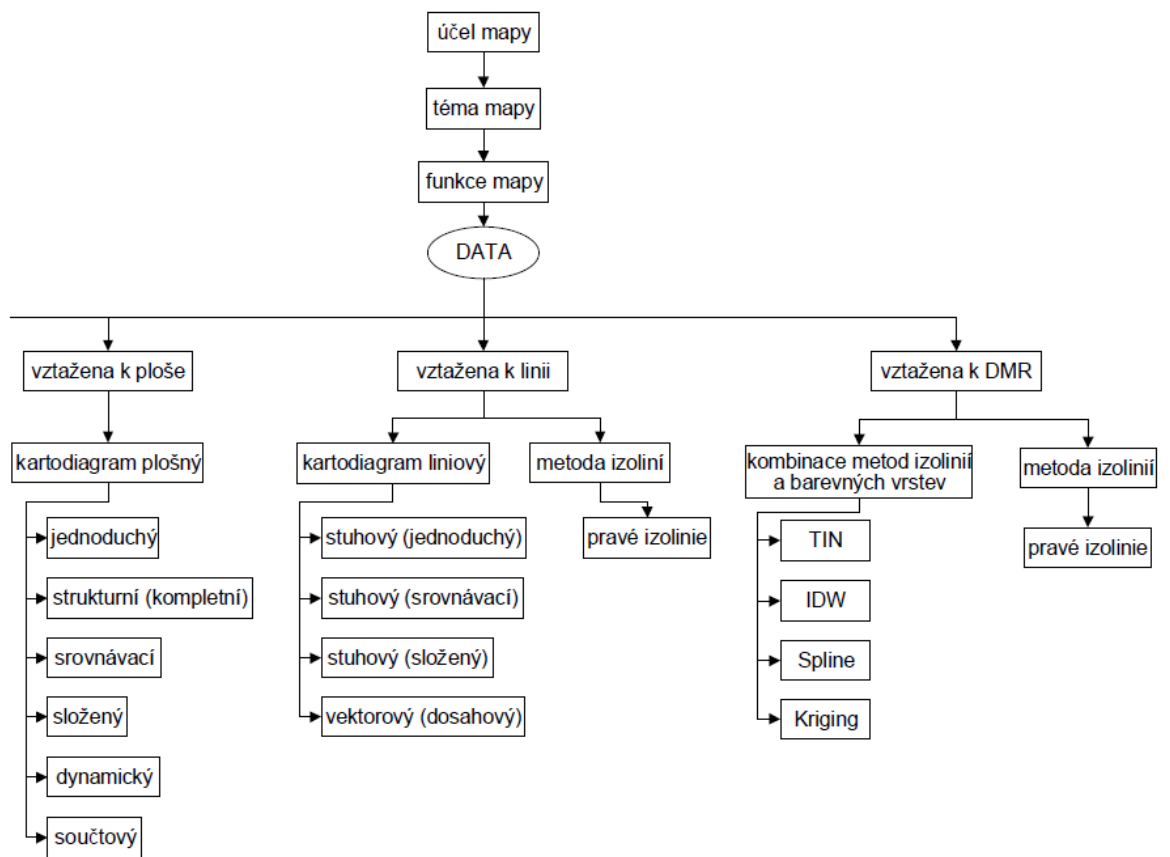 účel mapy
téma mapy
funkce mapy
DATA
vztažena k ploše
vztažena k linii
vztažena k DMR
kartodiagram plošný
jednoduchý
strukturní (kompletní)
srovnávací
složený
dynamický
součtový
kartodiagram liniový
stuhový (jednoduchý)
stuhový (srovnávací)
stuhový (složený)
vektorový (dosahový)
metoda izoliní
pravé izolinie
kombinace metod izolinií
a barevných vrstev
TIN
IDW
Spline
Kriging
metoda izolinií
pravé izolinie